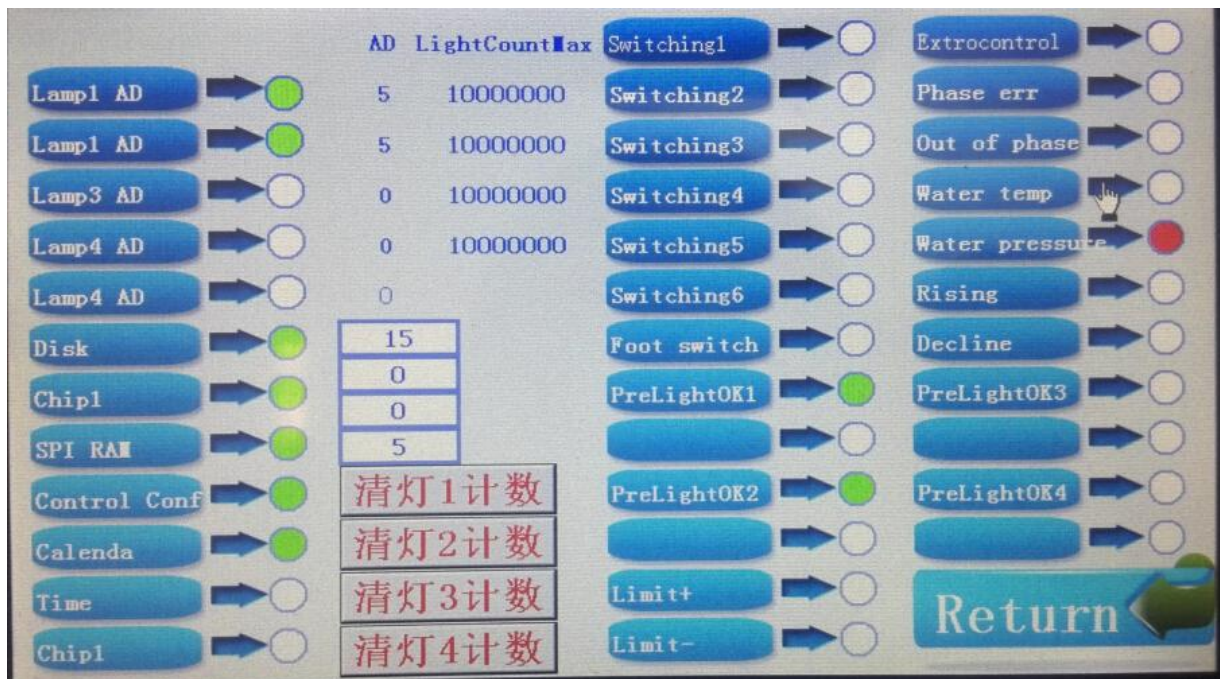 AD LightCountMax
Lamp1 AD
5 10000000
Lamp1 AD
5 10000000
Lamp3 AD
0 10000000
Lamp4 AD
0 10000000
Lamp4 AD
0
Disk
15
Chip1
0
0
SPI RAM
5
Control Conf
清灯1计数
Calenda
清灯2计数
Time
清灯3计数
Chip1
清灯4计数
Switching1
Switching2
Switching3
Switching4
Switching5
Switching6
Foot switch
PreLightOK1
PreLightOK2
Limit+
Limit-
Extrocontrol
Phase err
Out of phase
Water temp
Water pressure
Rising
Decline
PreLightOK3
PreLightOK4
Return